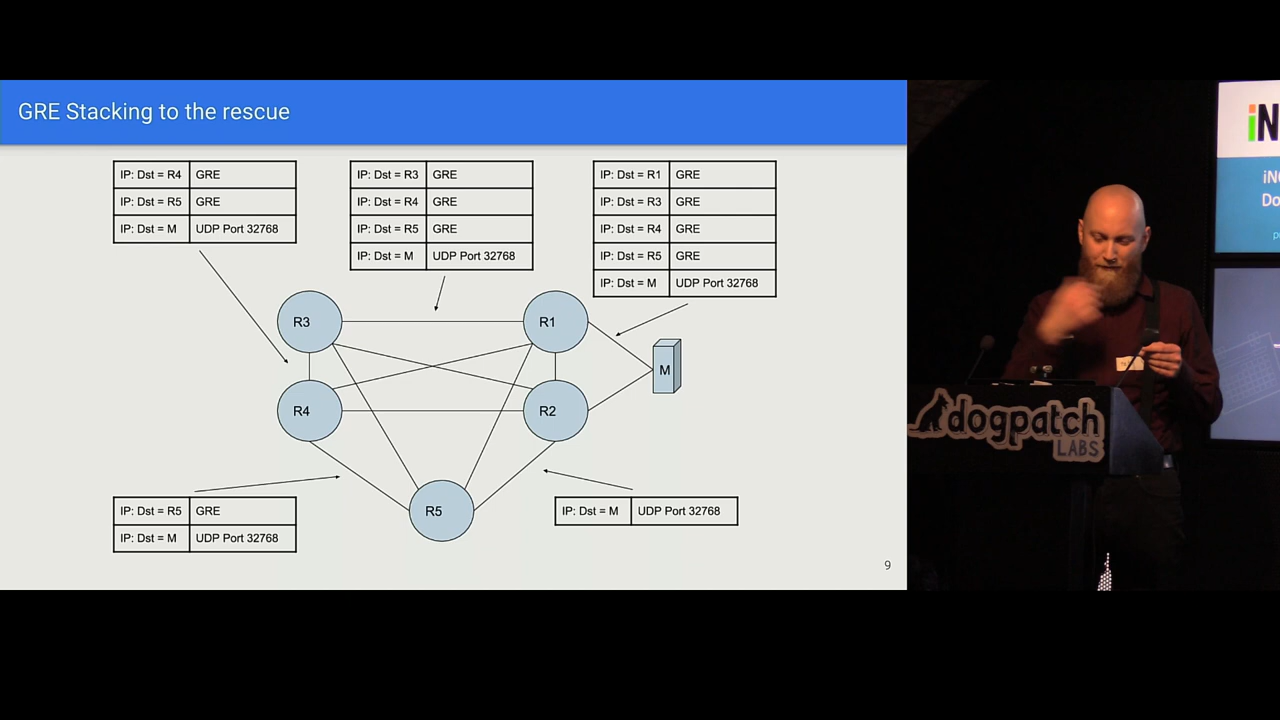 GRE Stacking to the rescue
IP: Dst = R4 GRE
IP: Dst = R5 GRE
IP: Dst = M UDP Port 32768
IP: Dst = R3 GRE
IP: Dst = R4 GRE
IP: Dst = R5 GRE
IP: Dst = M UDP Port 32768
IP: Dst = R1 GRE
IP: Dst = R3 GRE
IP: Dst = R4 GRE
IP: Dst = R5 GRE
IP: Dst = M UDP Port 32768
R3
R1
M
R4
R2
R5
IP: Dst = R5 GRE
IP: Dst = M UDP Port 32768
IP: Dst = M UDP Port 32768
9
iN
iN
Do
dogpatch
LABS